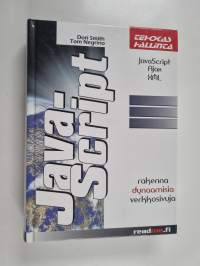 Dori Smith
Tom Negrino
TEHOKAS
HALLINTA
JavaScript
Ajax
XML
Java-
script
rakenna
dynaamisia
verkkosivuja
readme.fi